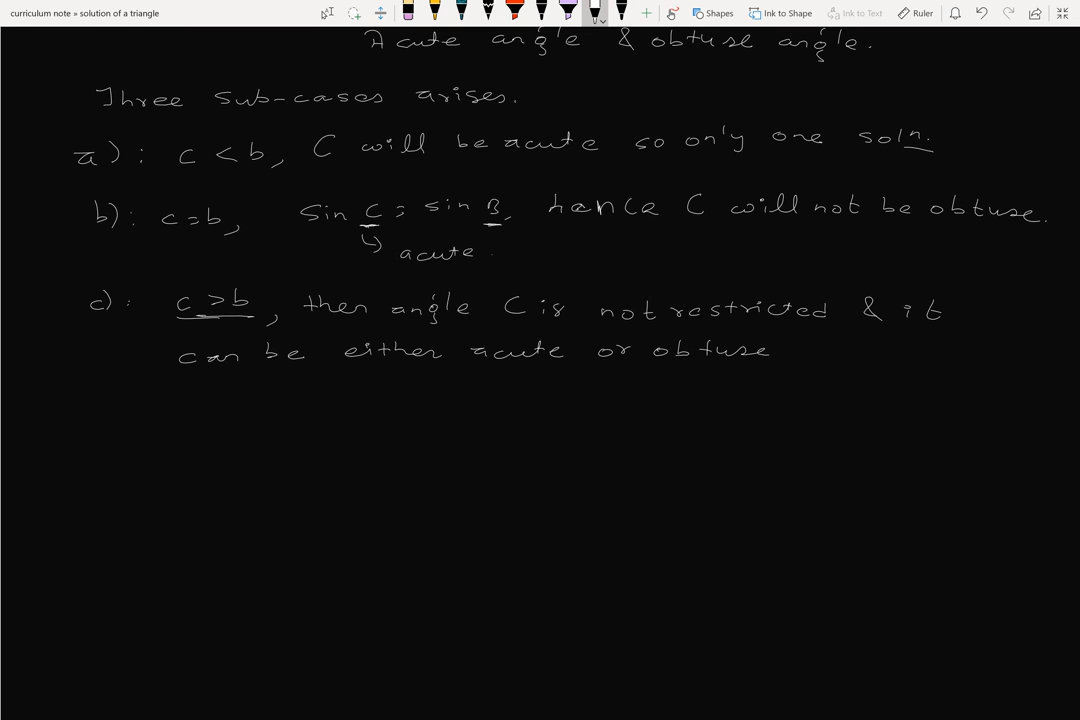 curriculum note » solution of a triangle
Shapes Ink to Shape Ink to Text Ruler
Acute angle & obtuse angle.
Three sub-cases arises.
a): c < b, C will be acute so only one soln.
b): c = b, Sin C = sin B, hence C will not be obtuse.
↳ acute.
c): c > b, then angle C is not restricted & it
can be either acute or obtuse